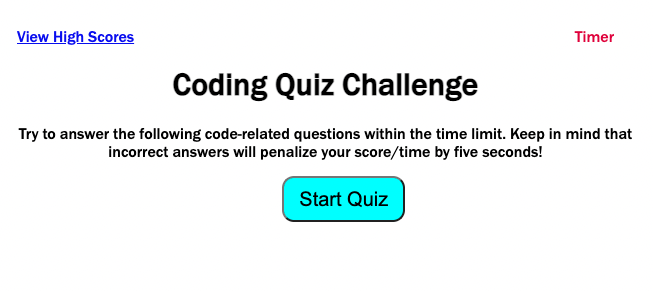 View High Scores
Timer
Coding Quiz Challenge
Try to answer the following code-related questions within the time limit. Keep in mind that
incorrect answers will penalize your score/time by five seconds!
Start Quiz